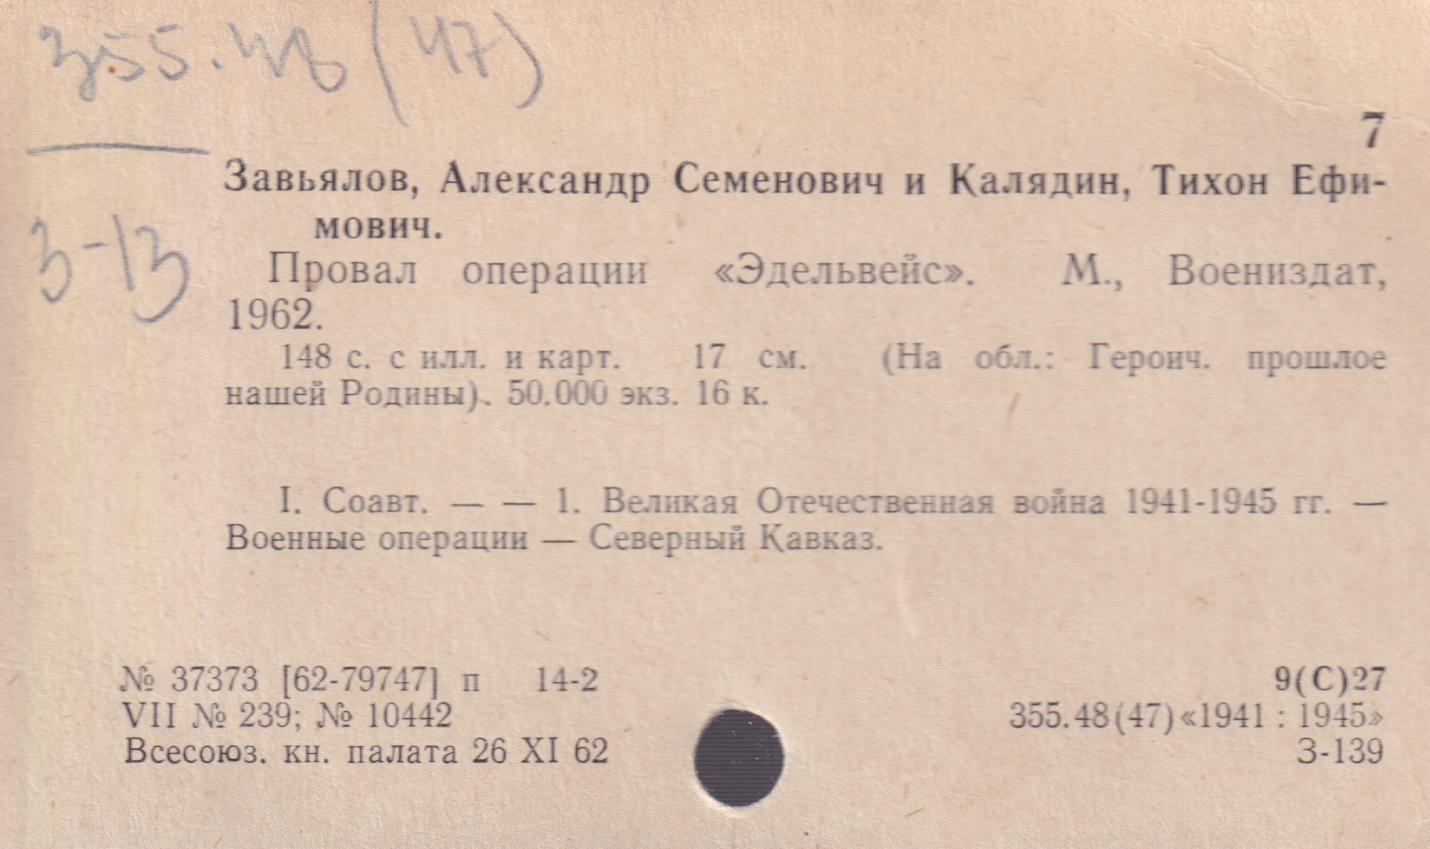 355.48(47)
7
Завьялов, Александр Семенович и Калядин, Тихон Ефи-
мович.
З-13
Провал операции «Эдельвейс». М., Воениздат,
1962.
148 с. с илл. и карт. 17 см. (На обл.: Героич. прошлое
нашей Родины). 50.000 экз. 16 к.
I. Соавт. — — 1. Великая Отечественная война 1941-1945 гг. —
Военные операции — Северный Кавказ.
№ 37373 [62-79747] п 14-2
9(С)27
VII № 239; № 10442
355.48(47)«1941 : 1945»
Всесоюз. кн. палата 26 XI 62
З-139